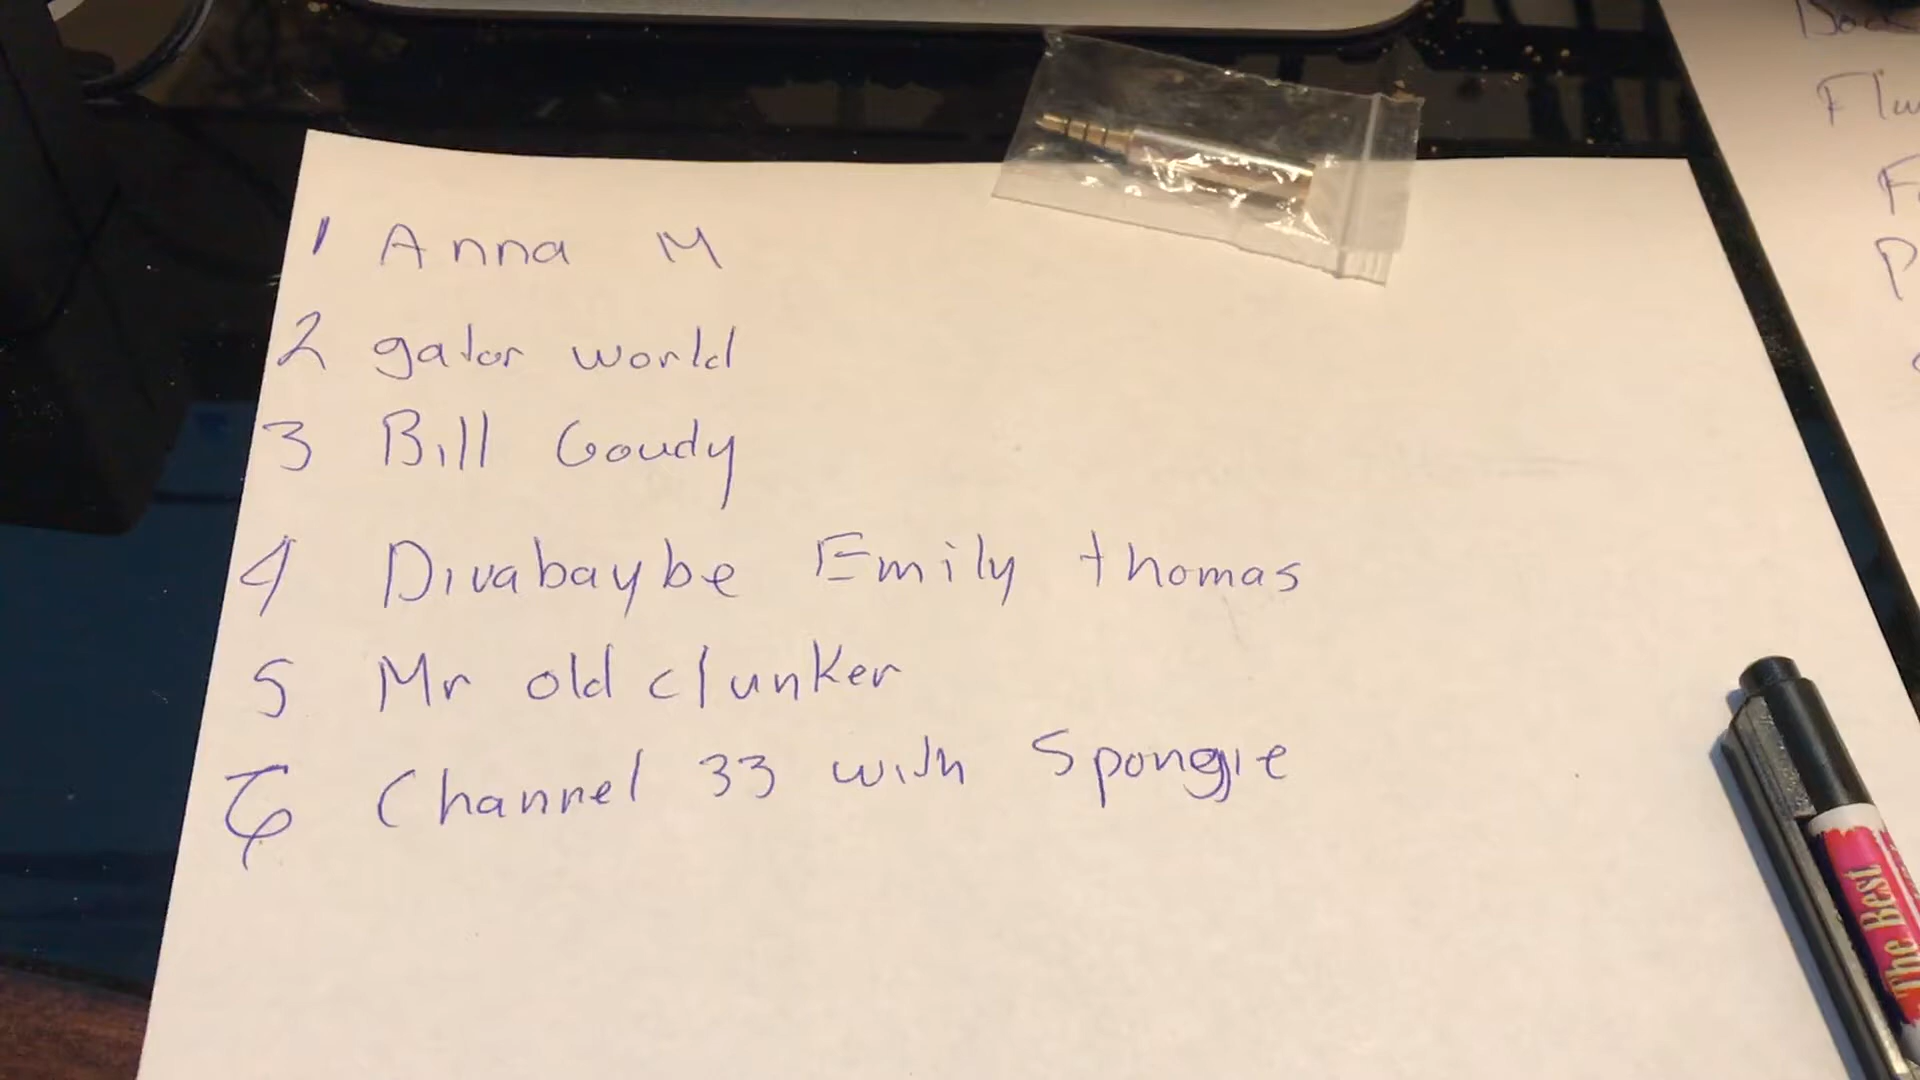 1 Anna M
2 gator world
3 Bill Goudy
4 Divabaybe Emily thomas
5 Mr old clunker
6 Channel 33 with Spongie
The Best